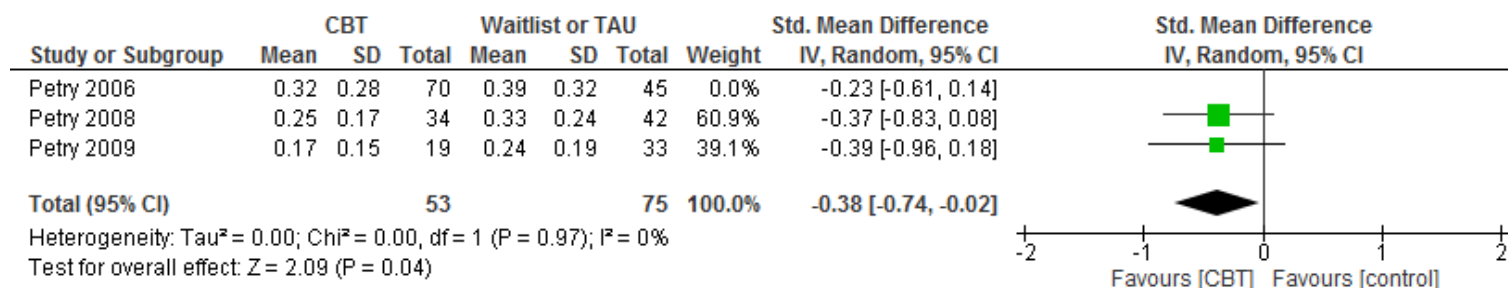 CBT Waitlist or TAU Std. Mean Difference Std. Mean Difference
Study or Subgroup Mean SD Total Mean SD Total Weight IV, Random, 95% CI IV, Random, 95% CI
Petry 2006 0.32 0.28 70 0.39 0.32 45 0.0% -0.23 [-0.61, 0.14]
Petry 2008 0.25 0.17 34 0.33 0.24 42 60.9% -0.37 [-0.83, 0.08]
Petry 2009 0.17 0.15 19 0.24 0.19 33 39.1% -0.39 [-0.96, 0.18]
Total (95% CI) 53 75 100.0% -0.38 [-0.74, -0.02]
Heterogeneity: Tau² = 0.00; Chi² = 0.00, df = 1 (P = 0.97); I² = 0%
Test for overall effect: Z = 2.09 (P = 0.04)
-2 -1 0 1 2
Favours [CBT] Favours [control]